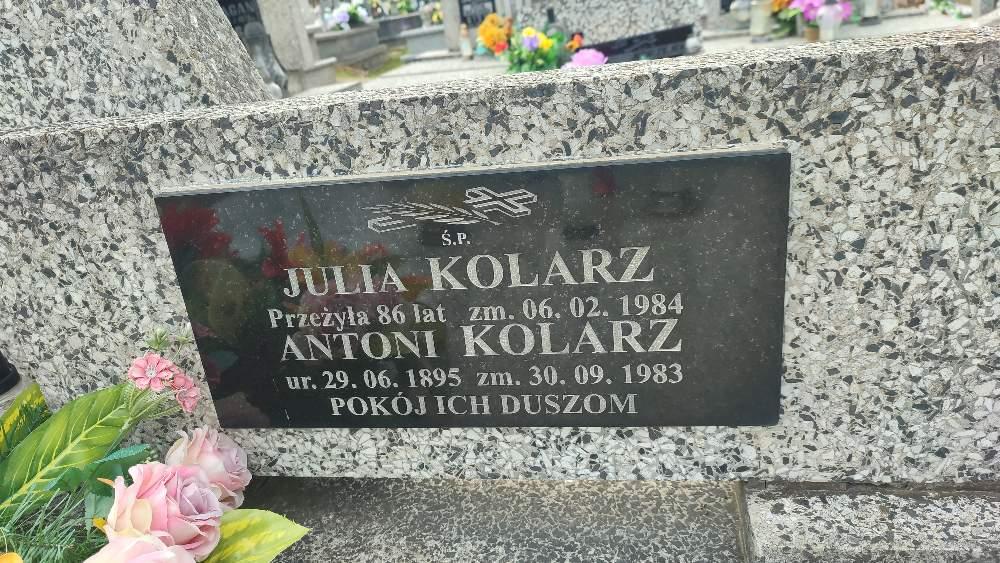 Ś.P.
JULIA KOLARZ
Przeżyła 86 lat zm. 06. 02. 1984
ANTONI KOLARZ
ur. 29. 06. 1895 zm. 30. 09. 1983
POKÓJ ICH DUSZOM